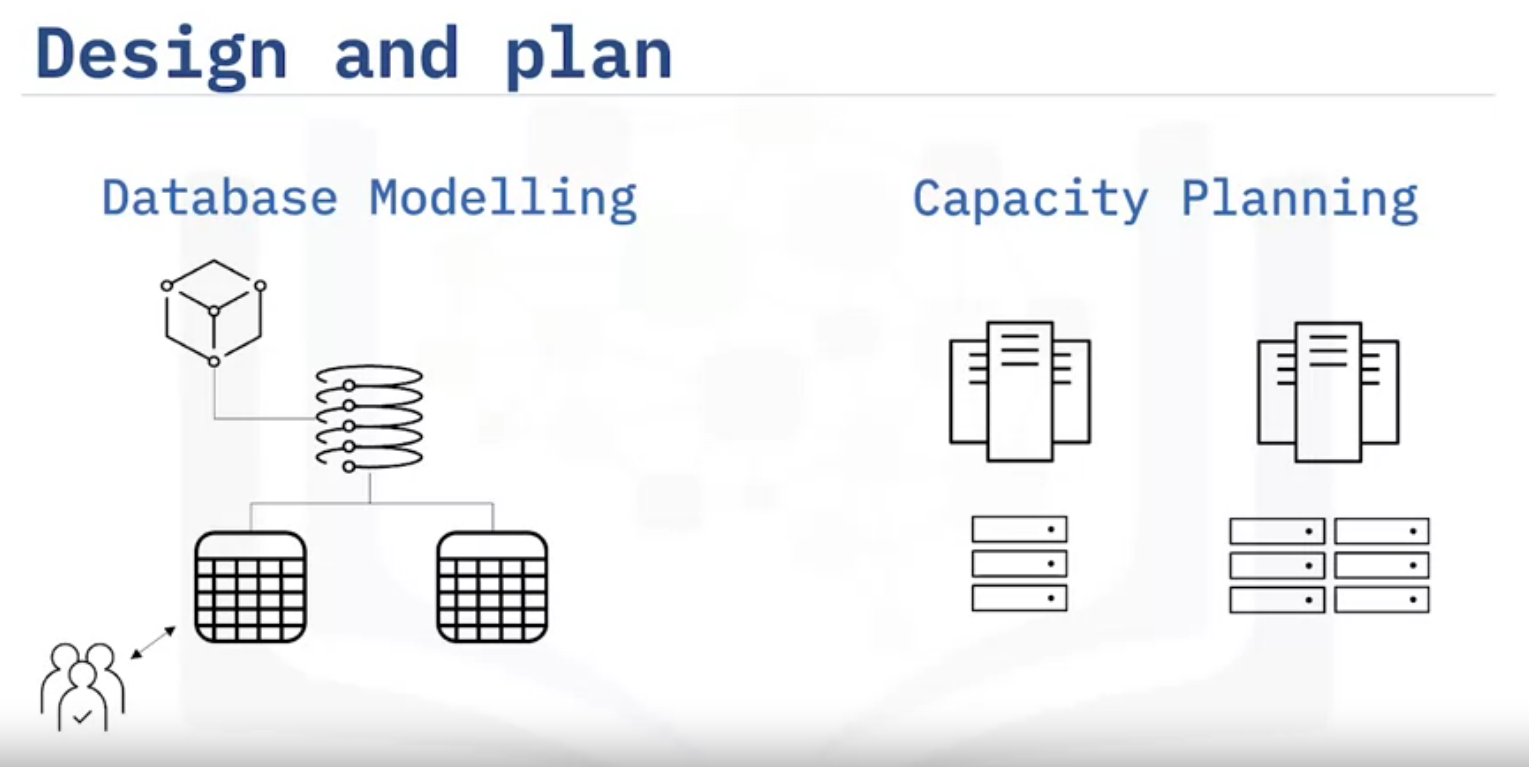 Design and plan
Database Modelling
Capacity Planning